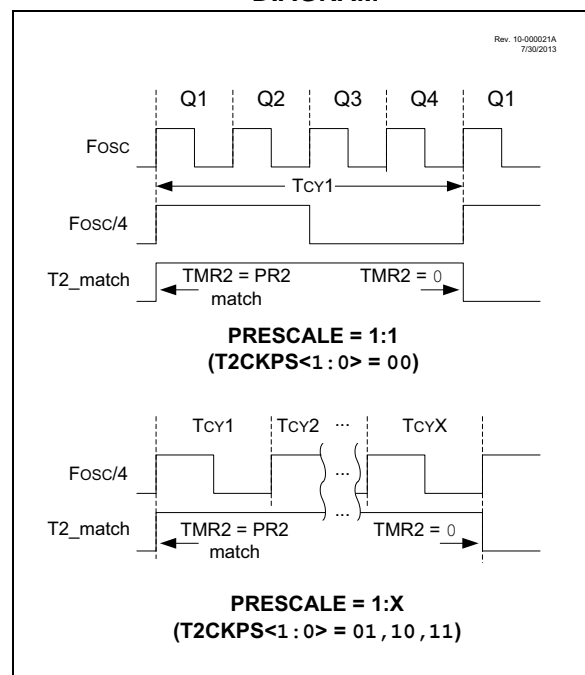 Rev. 10-000021A
7/30/2013
Q1 Q2 Q3 Q4 Q1
FOSC
TCY1
FOSC/4
T2_match
TMR2 = PR2
match
TMR2 = 0
PRESCALE = 1:1
(T2CKPS<1:0> = 00)
TCY1 TCY2 ... TCYX
FOSC/4
...
T2_match
...
TMR2 = PR2
match
TMR2 = 0
PRESCALE = 1:X
(T2CKPS<1:0> = 01,10,11)